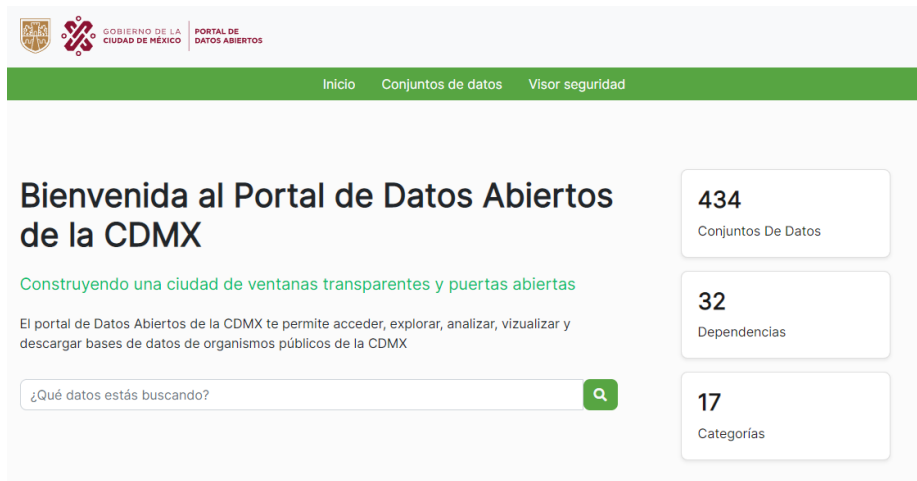 GOBIERNO DE LA
CIUDAD DE MÉXICO
PORTAL DE
DATOS ABIERTOS
Inicio Conjuntos de datos Visor seguridad
Bienvenida al Portal de Datos Abiertos
de la CDMX
Construyendo una ciudad de ventanas transparentes y puertas abiertas
El portal de Datos Abiertos de la CDMX te permite acceder, explorar, analizar, vizualizar y
descargar bases de datos de organismos públicos de la CDMX
¿Qué datos estás buscando?
434
Conjuntos De Datos
32
Dependencias
17
Categorías